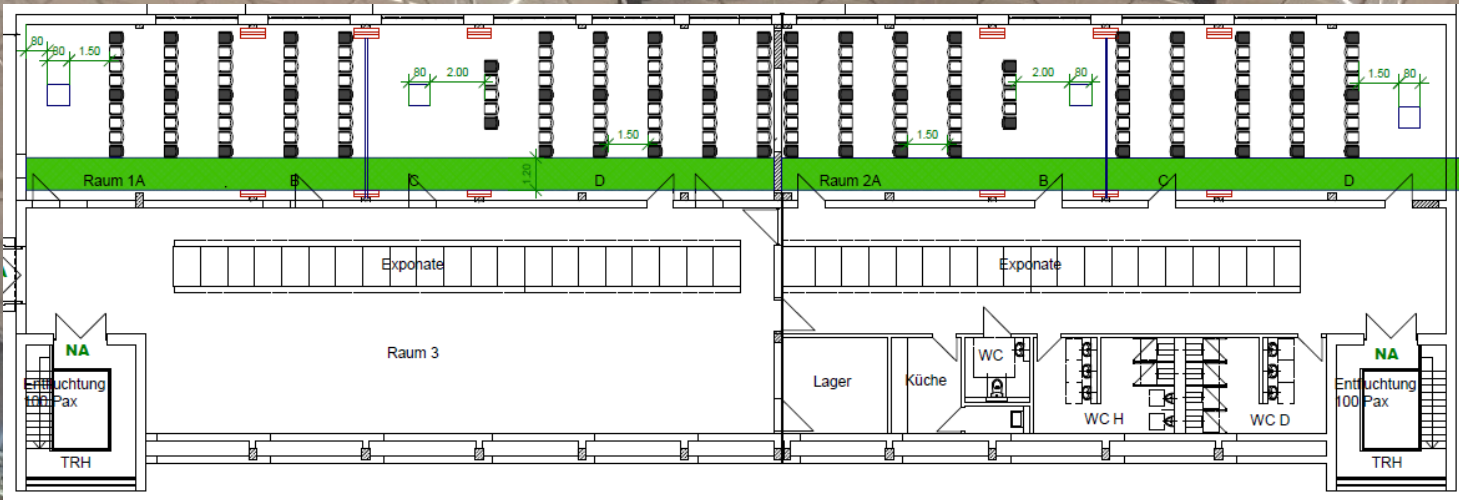 80
80
1.50
80
2.00
1.50
1.20
2.00
80
1.50
1.50
80
Raum 1A
B
C
D
Raum 2A
B
C
D
Exponate
Exponate
A
NA
Entfluchtung
100 Pax
TRH
Raum 3
Lager
Küche
WC
WC H
WC D
NA
Entfluchtung
100 Pax
TRH